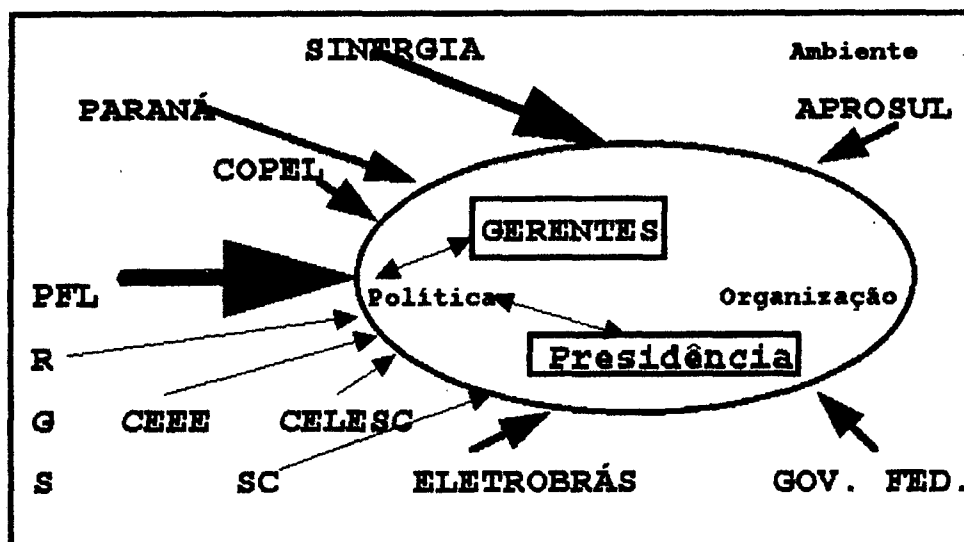 SINERGIA
Ambiente
PARANÁ
APROSUL
COPEL
GERENTES
PFL
Política
Organização
Presidência
R
G
CEEE
CELESC
S
SC
ELETROBRÁS
GOV. FED.